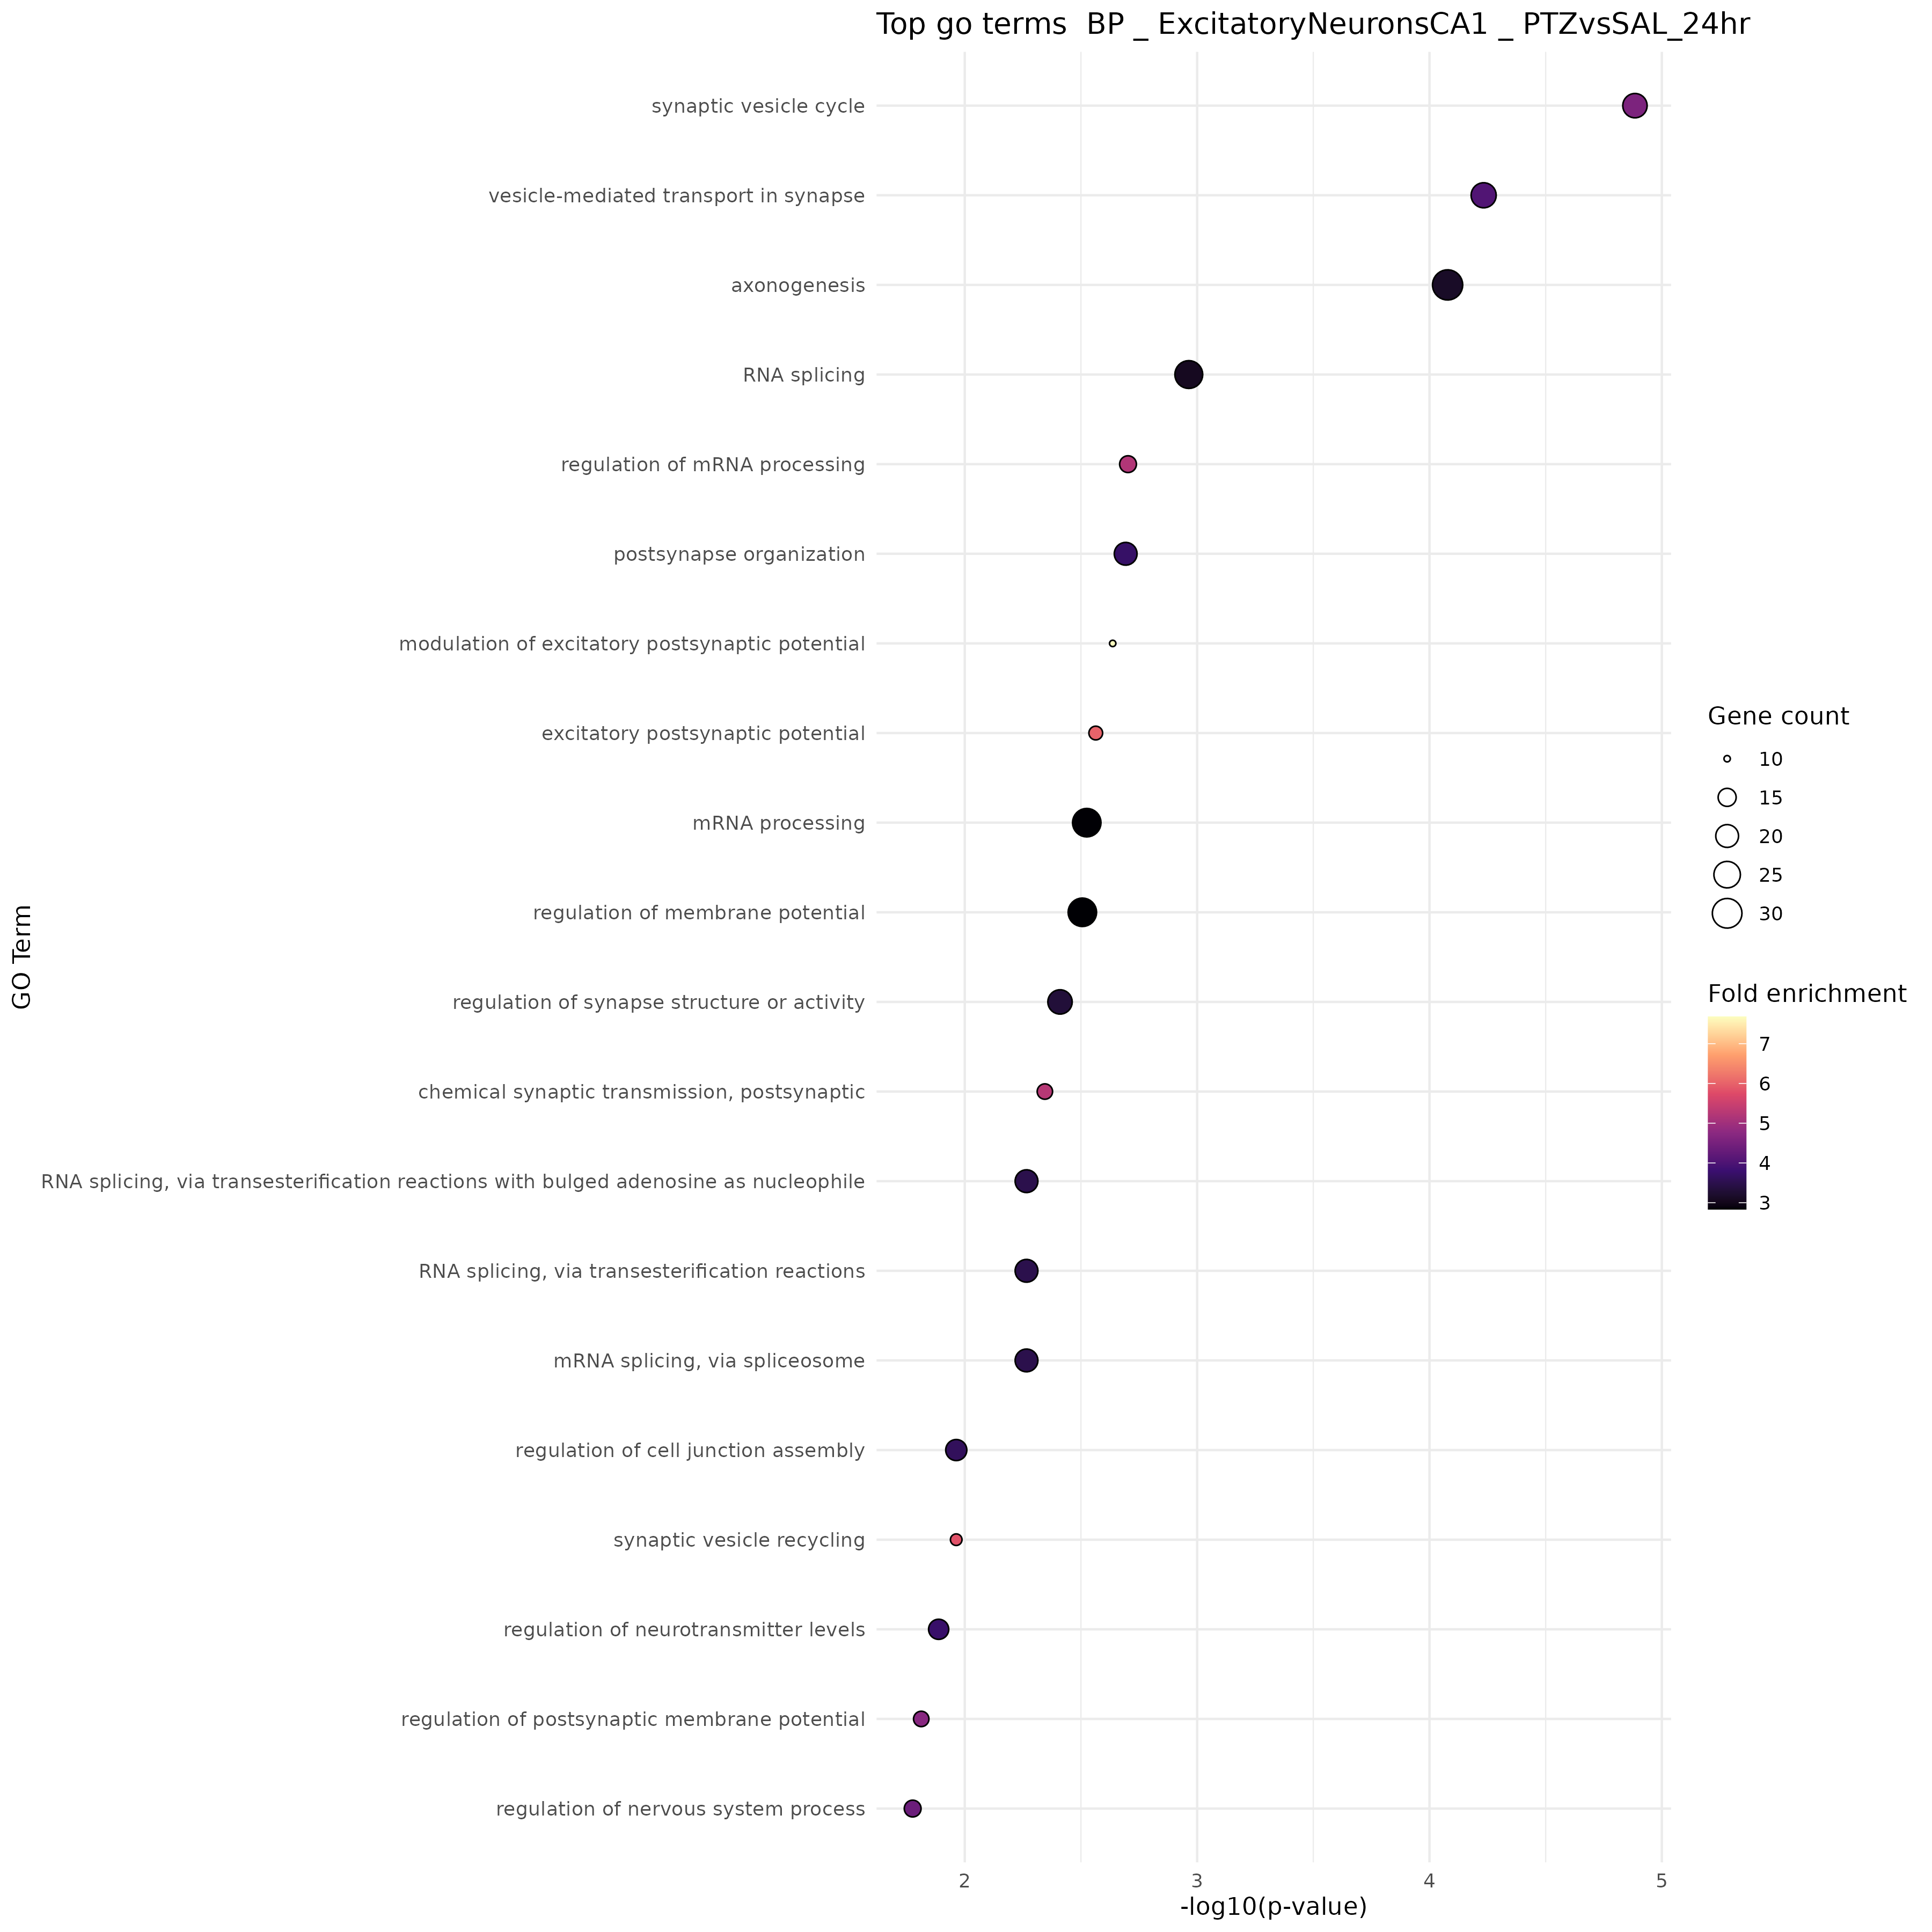 Top go terms  BP _ ExcitatoryNeuronsCA1 _ PTZvsSAL_24hr
synaptic vesicle cycle
vesicle-mediated transport in synapse
axonogenesis
RNA splicing
regulation of mRNA processing
postsynapse organization
modulation of excitatory postsynaptic potential
excitatory postsynaptic potential
mRNA processing
regulation of membrane potential
regulation of synapse structure or activity
chemical synaptic transmission, postsynaptic
RNA splicing, via transesterification reactions with bulged adenosine as nucleophile
RNA splicing, via transesterification reactions
mRNA splicing, via spliceosome
regulation of cell junction assembly
synaptic vesicle recycling
regulation of neurotransmitter levels
regulation of postsynaptic membrane potential
regulation of nervous system process
GO Term
2 3 4 5
-log10(p-value)
Gene count
10
15
20
25
30
Fold enrichment
7
6
5
4
3